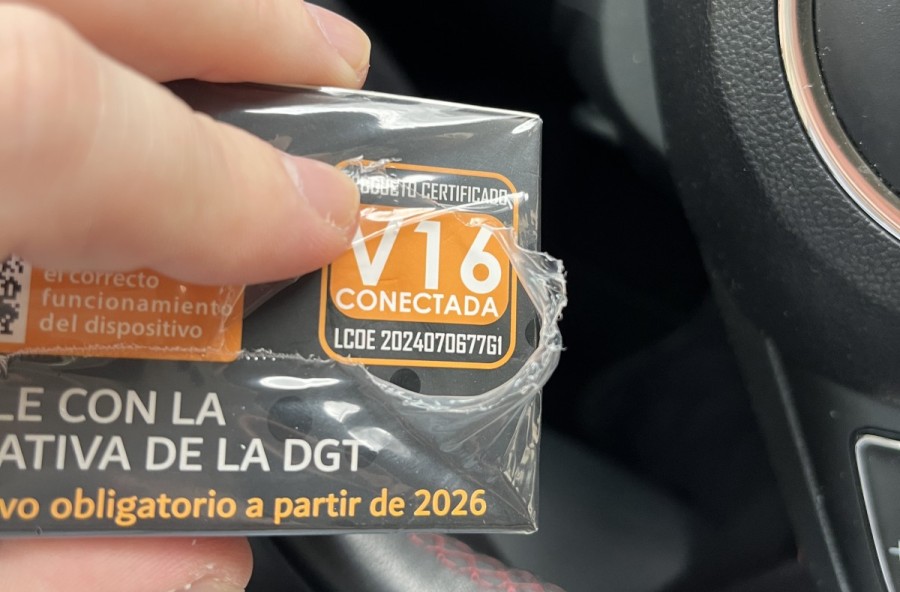 PRODUCTO CERTIFICADO
V16
CONECTADA
LCOE 2024070677G1
el correcto
funcionamiento
del dispositivo
LE CON LA
ATIVA DE LA DGT
vo obligatorio a partir de 2026